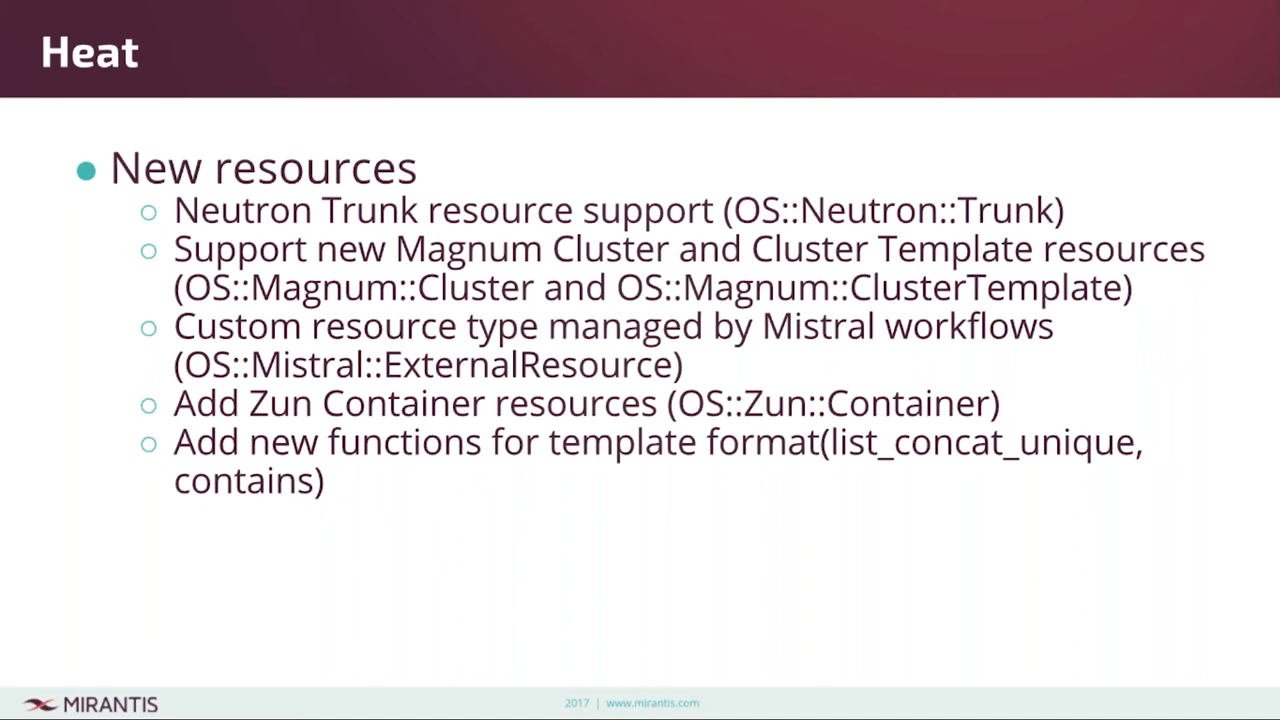 Heat
● New resources
○ Neutron Trunk resource support (OS::Neutron::Trunk)
○ Support new Magnum Cluster and Cluster Template resources
(OS::Magnum::Cluster and OS::Magnum::ClusterTemplate)
○ Custom resource type managed by Mistral workflows
(OS::Mistral::ExternalResource)
○ Add Zun Container resources (OS::Zun::Container)
○ Add new functions for template format(list_concat_unique,
contains)
MIRANTIS
2017 | www.mirantis.com